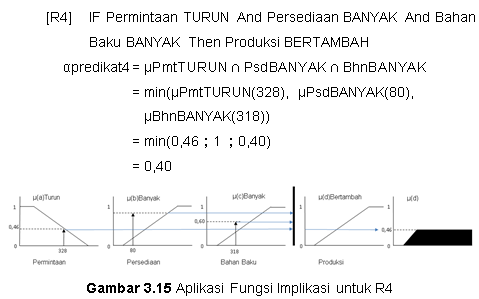 [R4] IF Permintaan TURUN And Persediaan BANYAK And Bahan
Baku BANYAK Then Produksi BERTAMBAH
αpredikat4 = µPmtTURUN ∩ PsdBANYAK ∩ BhnBANYAK
= min(µPmtTURUN(328), µPsdBANYAK(80),
µBhnBANYAK(318))
= min(0,46 ; 1 ; 0,40)
= 0,40
µ(a)Turun µ(b)Banyak µ(c)Banyak µ(d)Bertambah µ(d)
1 1 1 1 1
0,46 0,60 0,46
328 80 318
Permintaan Persediaan Bahan Baku Produksi
Gambar 3.15 Aplikasi Fungsi Implikasi untuk R4